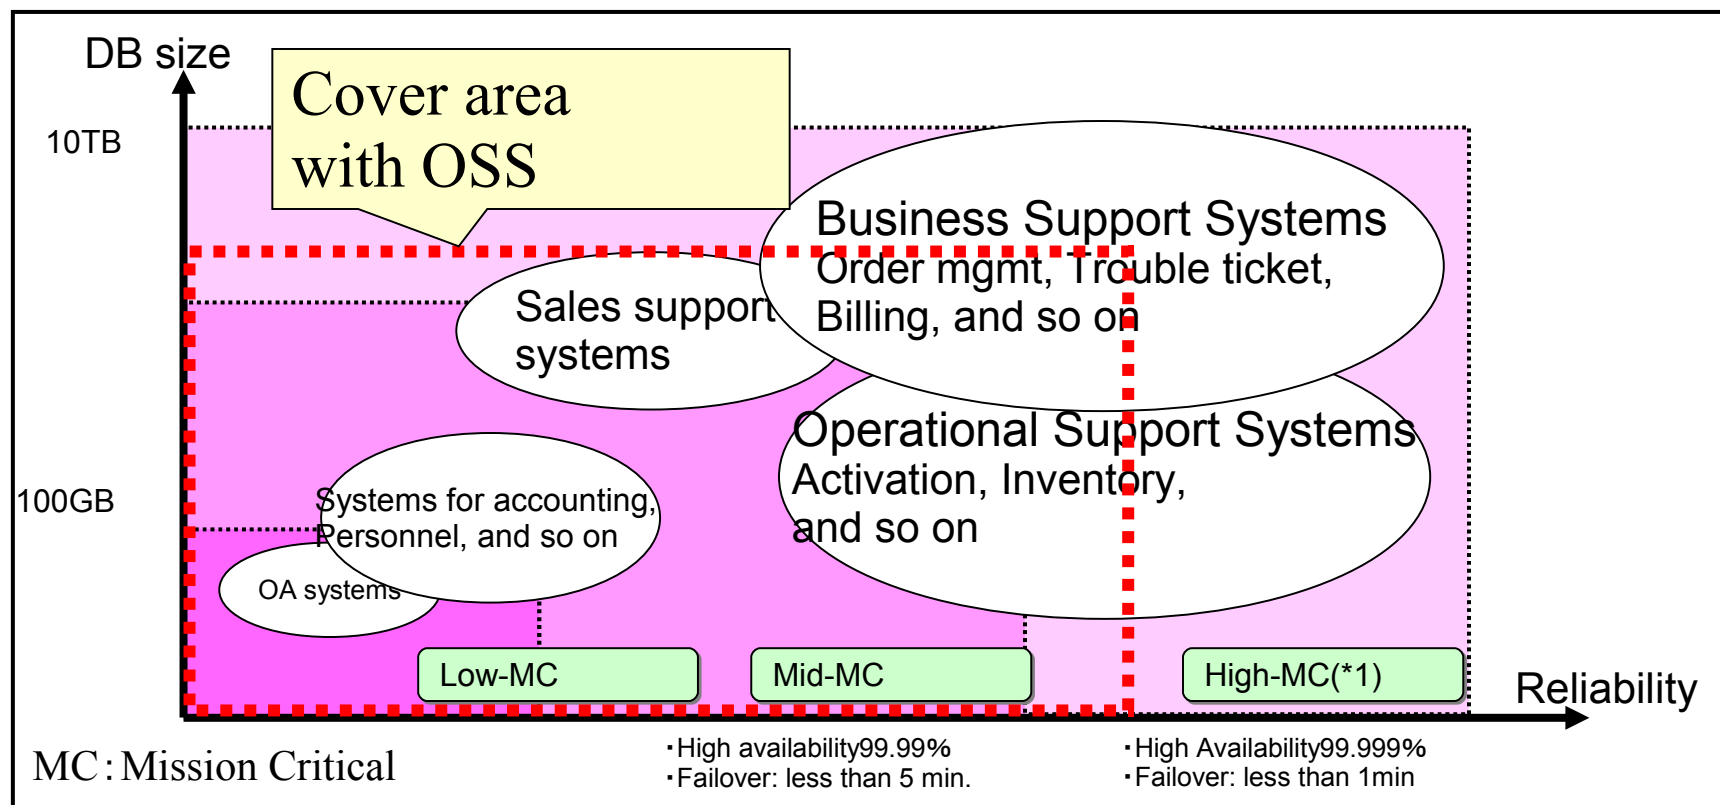 DB size
Cover area
with OSS
10TB
Business Support Systems
Order mgmt, Trouble ticket,
Billing, and so on
Sales support
systems
Operational Support Systems
Activation, Inventory,
and so on
100GB
Systems for accounting,
Personnel, and so on
OA systems
Low-MC
Mid-MC
High-MC(*1)
Reliability
・High availability99.99%
・Failover: less than 5 min.
・High Availability99.999%
・Failover: less than 1min
MC：Mission Critical